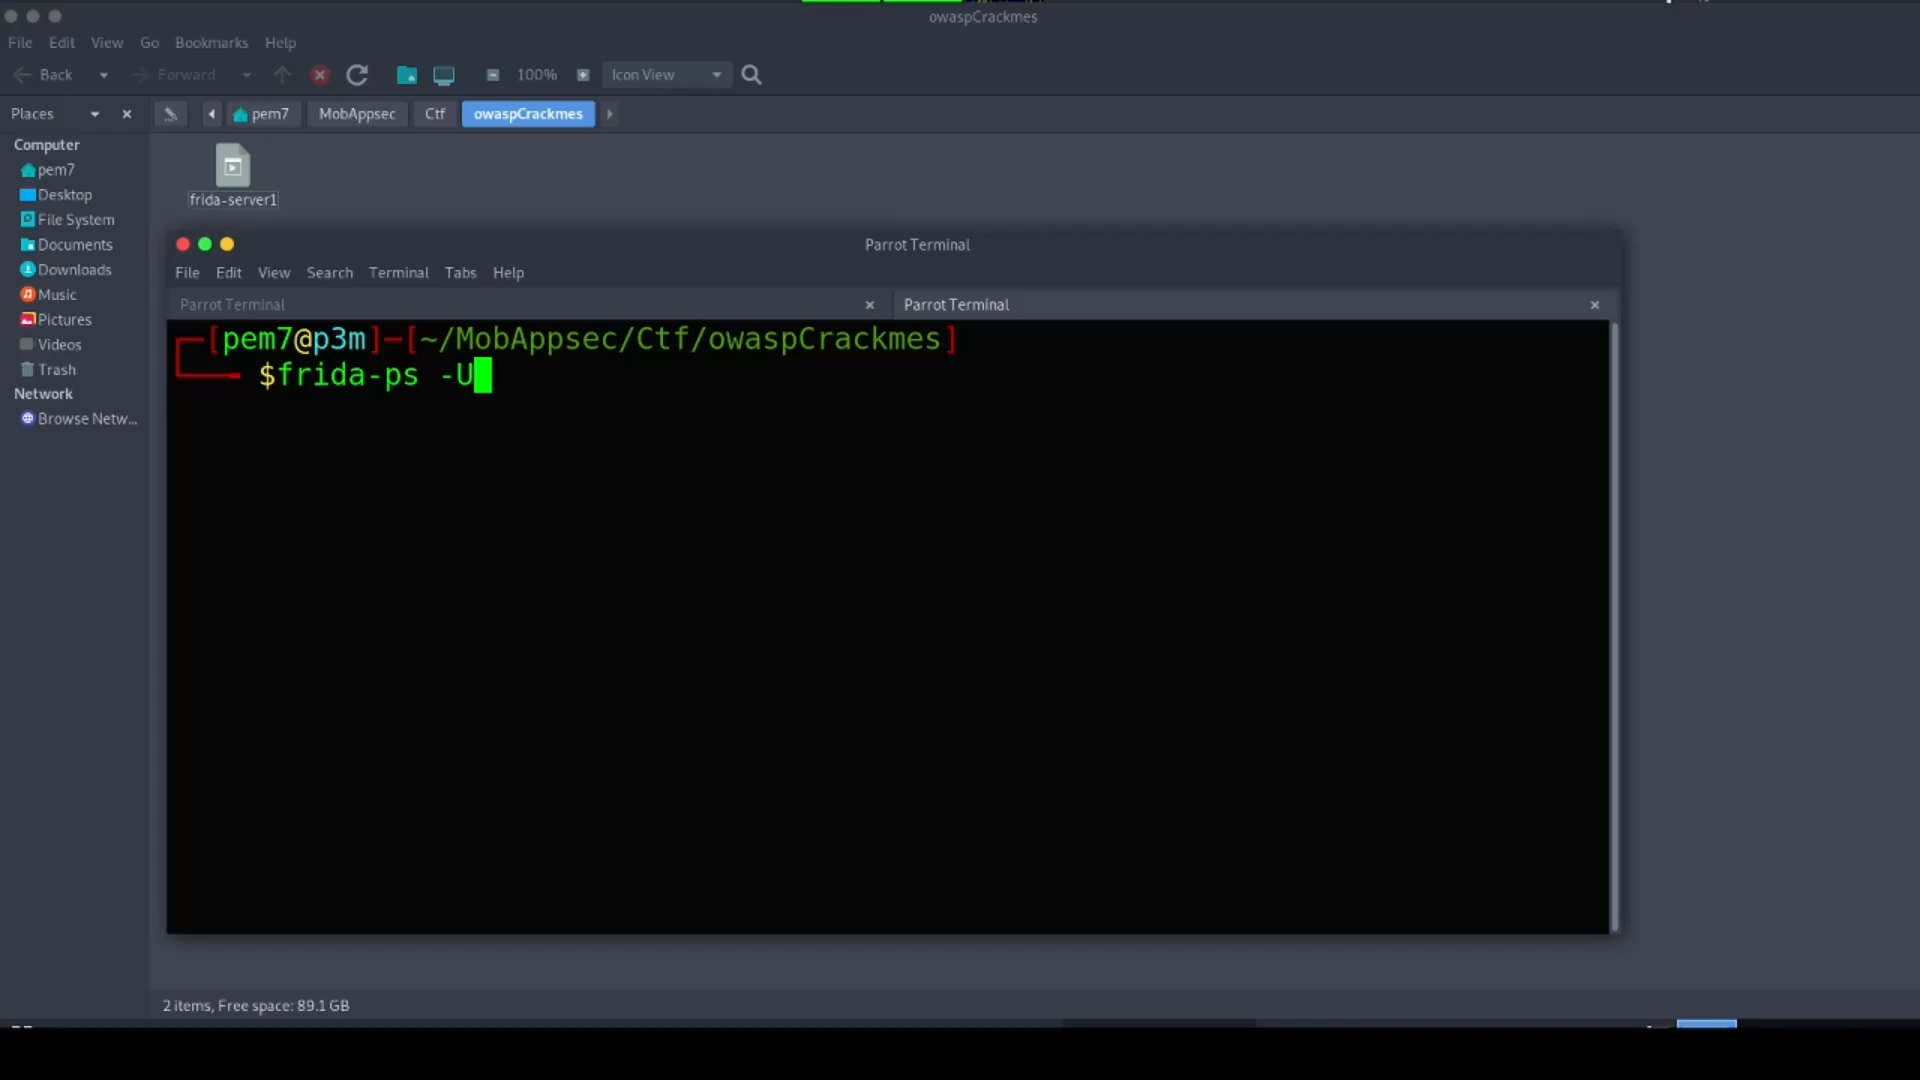 owaspCrackmes
File Edit View Go Bookmarks Help
Back Forward 100% Icon View
Places pem7 MobAppsec Ctf owaspCrackmes
Computer
pem7
Desktop
File System
Documents
Downloads
Music
Pictures
Videos
Trash
Network
Browse Netw...
frida-server1
Parrot Terminal
File Edit View Search Terminal Tabs Help
Parrot Terminal Parrot Terminal
[pem7@p3m]─[~/MobAppsec/Ctf/owaspCrackmes]
$frida-ps -U
2 items, Free space: 89.1 GB